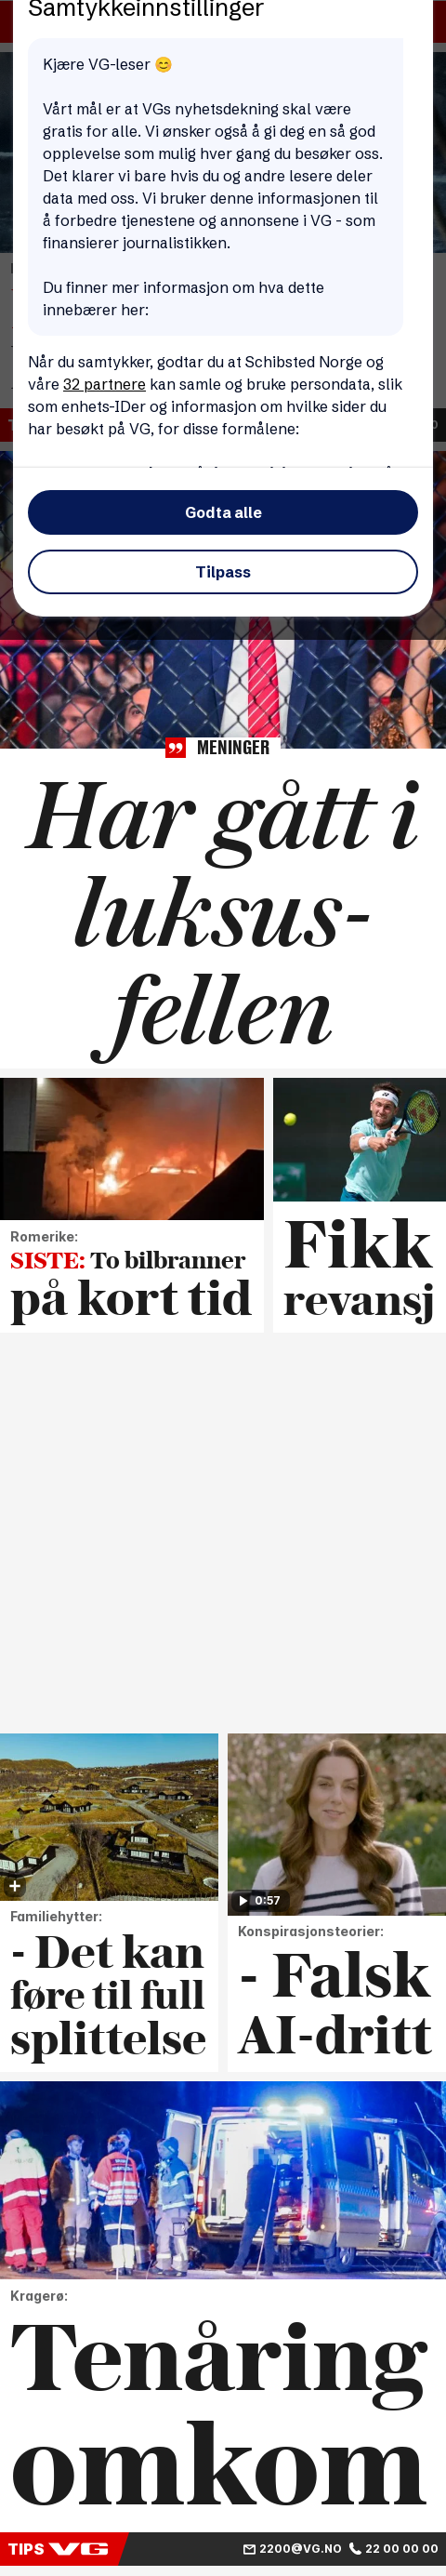 Samtykkeinnstillinger
Kjære VG-leser 😊
Vårt mål er at VGs nyhetsdekning skal være
gratis for alle. Vi ønsker også å gi deg en så god
opplevelse som mulig hver gang du besøker oss.
Det klarer vi bare hvis du og andre lesere deler
data med oss. Vi bruker denne informasjonen til
å forbedre tjenestene og annonsene i VG - som
finansierer journalistikken.
Du finner mer informasjon om hva dette
innebærer her:
Når du samtykker, godtar du at Schibsted Norge og
våre 32 partnere kan samle og bruke persondata, slik
som enhets-IDer og informasjon om hvilke sider du
har besøkt på VG, for disse formålene:
Godta alle
Tilpass
MENINGER
Har gått i
luksus-
fellen
Romerike:
SISTE: To bilbranner
på kort tid
Fikk
revansj
Familiehytter:
- Det kan
føre til full
splittelse
0:57
Konspirasjonsteorier:
- Falsk
AI-dritt
Kragerø:
Tenåring
omkom
TIPS VG 2200@VG.NO 22 00 00 00